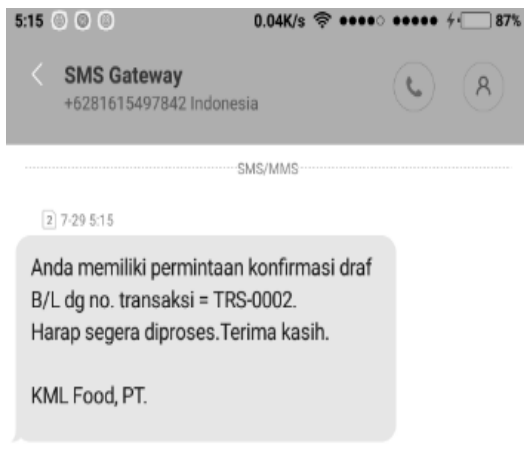 5:15 0.04K/s 87%
SMS Gateway
+6281615497842 Indonesia
SMS/MMS
2 7-29 5:15
Anda memiliki permintaan konfirmasi draf
B/L dg no. transaksi = TRS-0002.
Harap segera diproses.Terima kasih.
KML Food, PT.